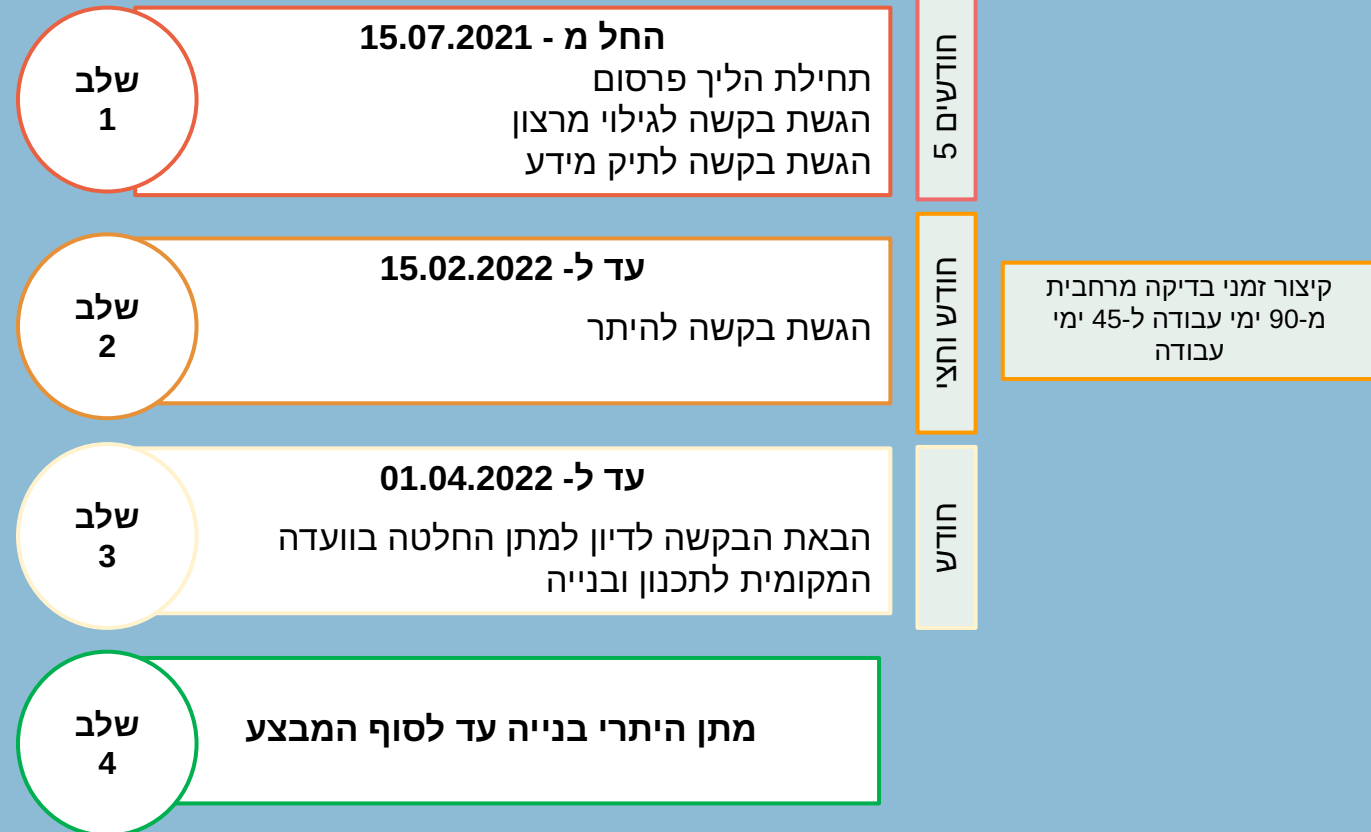 שלב
1
החל מ - 15.07.2021
תחילת הליך פרסום
הגשת בקשה לגילוי מרצון
הגשת בקשה לתיק מידע
5 חודשים
שלב
2
עד ל- 15.02.2022
הגשת בקשה להיתר
חודש וחצי
קיצור זמני בדיקה מרחבית
מ-90 ימי עבודה ל-45 ימי
עבודה
שלב
3
עד ל- 01.04.2022
הבאת הבקשה לדיון למתן החלטה בוועדה
המקומית לתכנון ובנייה
חודש
שלב
4
מתן היתרי בנייה עד לסוף המבצע